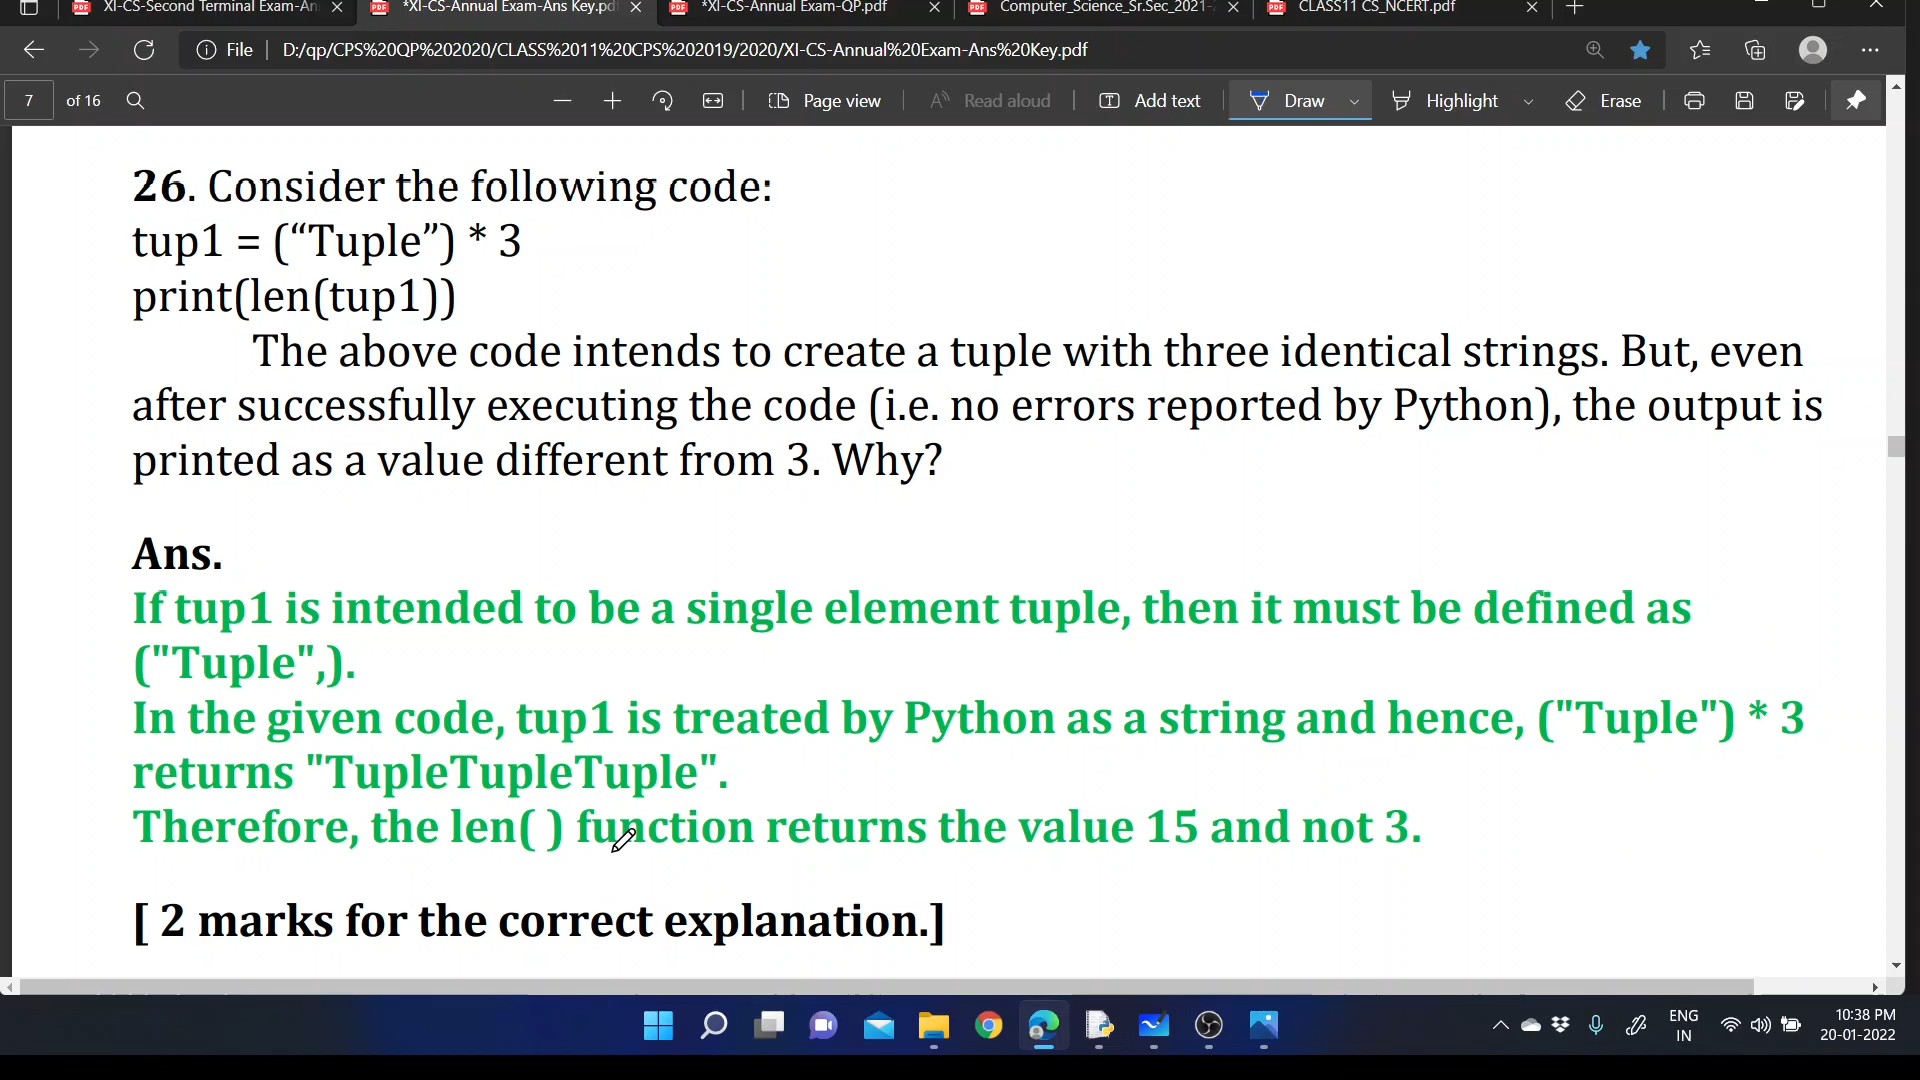 XI-CS-Second Terminal Exam-An
*XI-CS-Annual Exam-Ans Key.pdf
*XI-CS-Annual Exam-QP.pdf
Computer_Science_Sr.Sec_2021-
CLASS11 CS_NCERT.pdf
File
D:/qp/CPS%20QP%202020/CLASS%2011%20CPS%202019/2020/XI-CS-Annual%20Exam-Ans%20Key.pdf
7 of 16
Page view
Read aloud
Add text
Draw
Highlight
Erase
26. Consider the following code:
tup1 = (“Tuple”) * 3
print(len(tup1))
The above code intends to create a tuple with three identical strings. But, even
after successfully executing the code (i.e. no errors reported by Python), the output is
printed as a value different from 3. Why?
Ans.
If tup1 is intended to be a single element tuple, then it must be defined as
("Tuple",).
In the given code, tup1 is treated by Python as a string and hence, ("Tuple") * 3
returns "TupleTupleTuple".
Therefore, the len( ) function returns the value 15 and not 3.
[ 2 marks for the correct explanation.]
ENG
IN
10:38 PM
20-01-2022